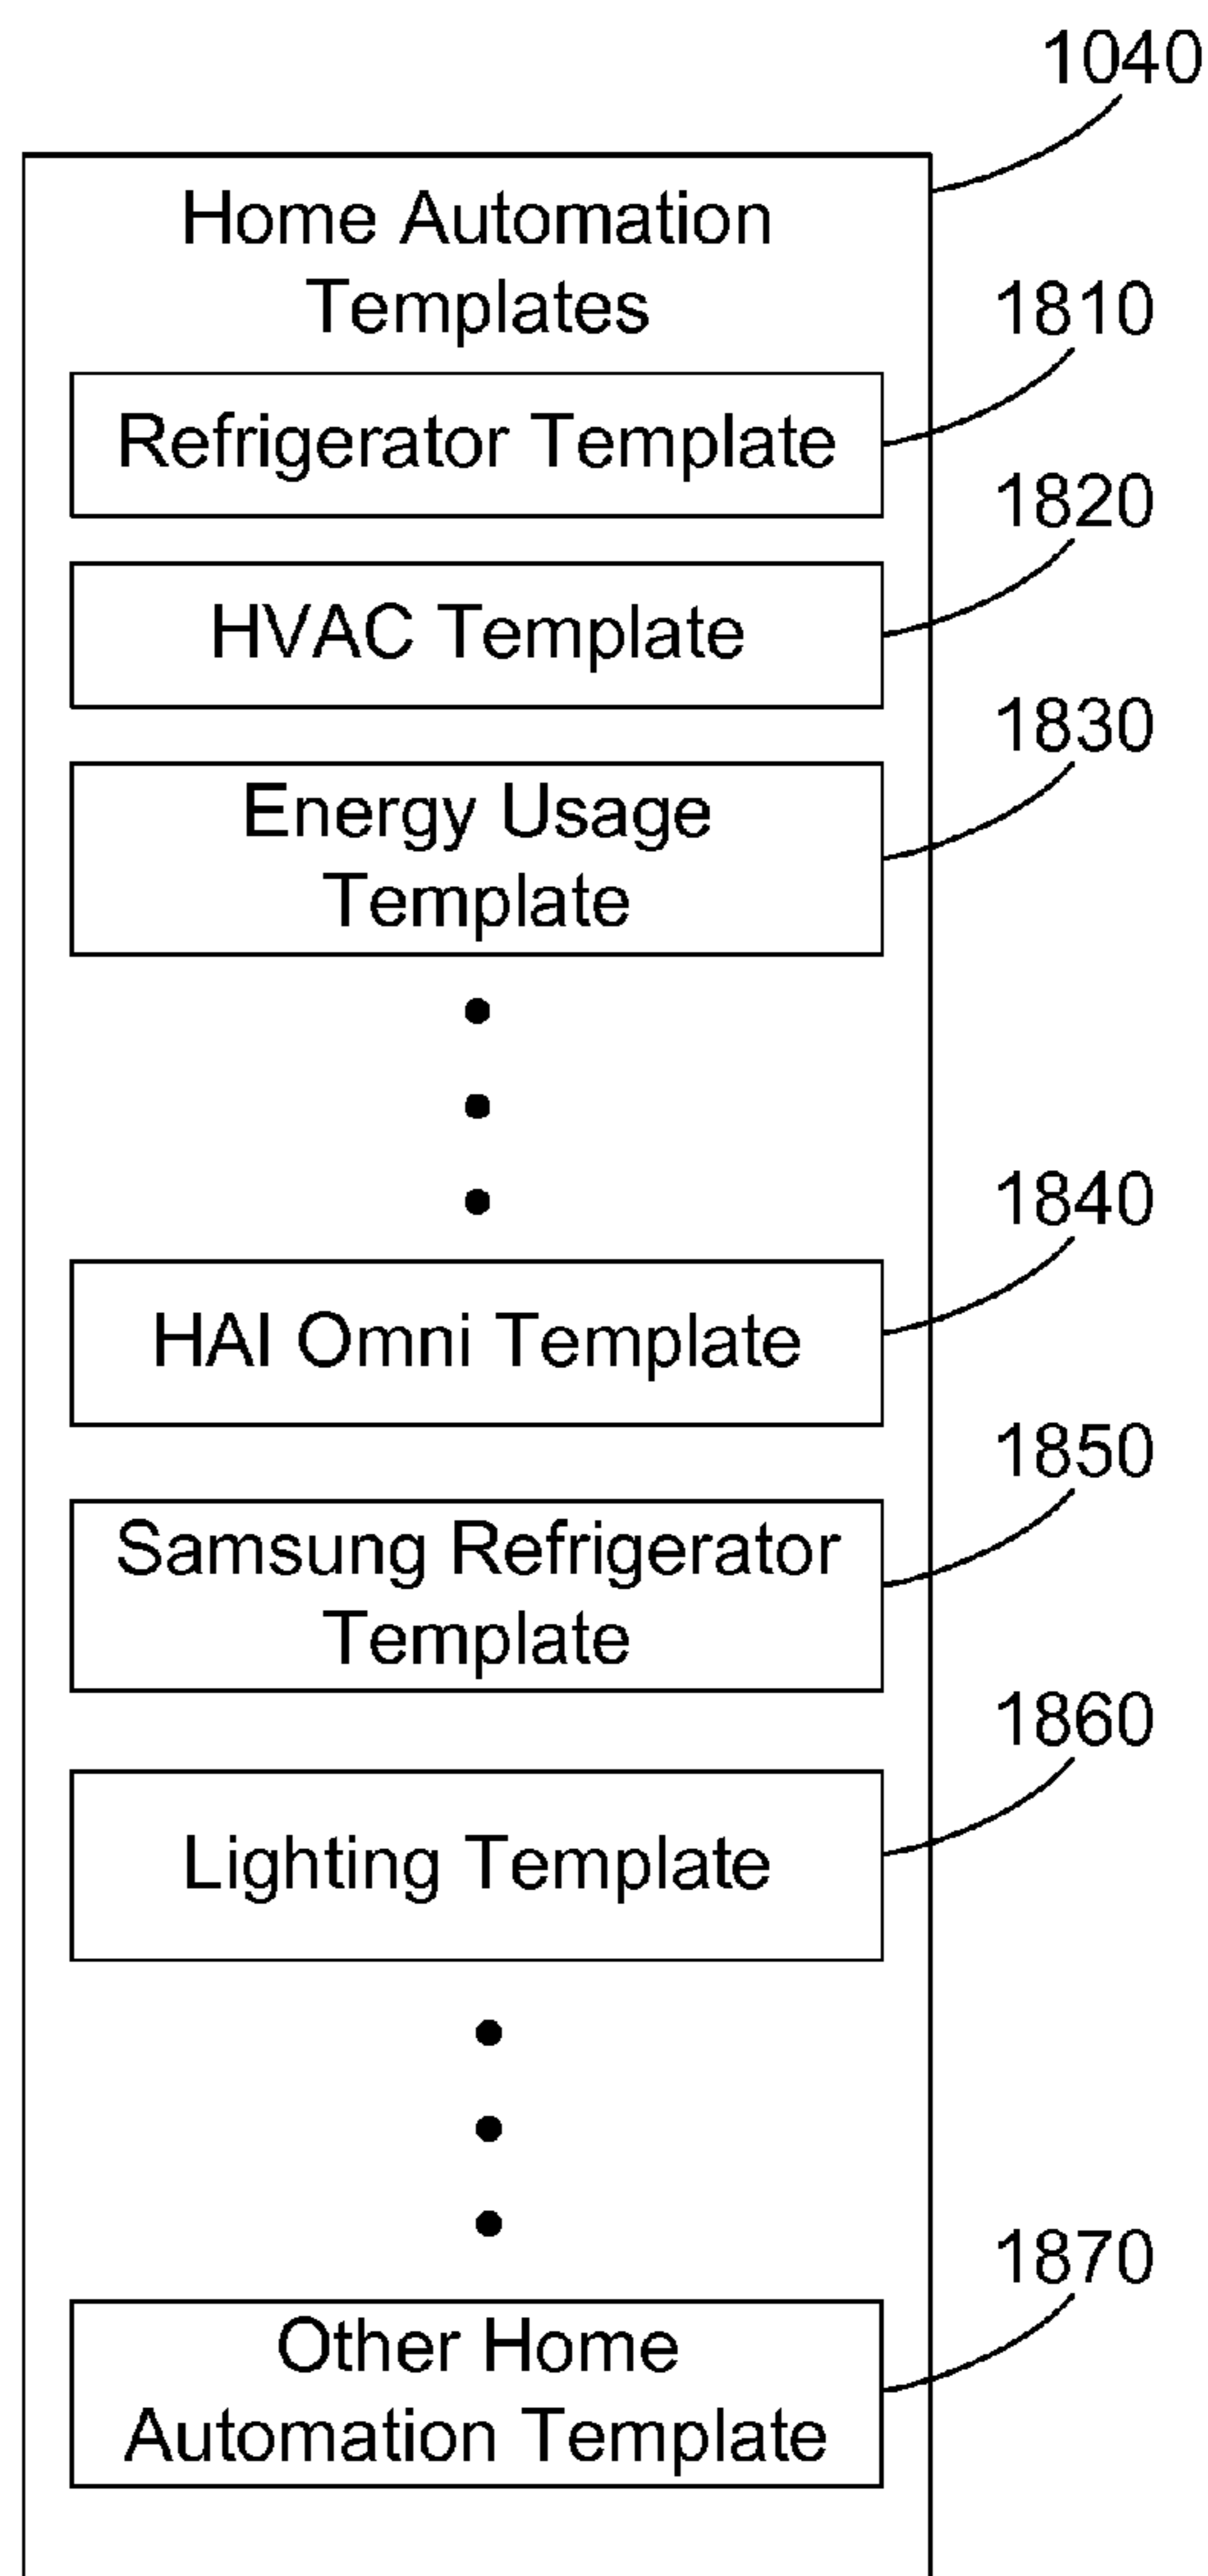 1040
Home Automation
Templates
1810
Refrigerator Template
1820
HVAC Template
1830
Energy Usage
Template
1840
HAI Omni Template
1850
Samsung Refrigerator
Template
1860
Lighting Template
1870
Other Home
Automation Template